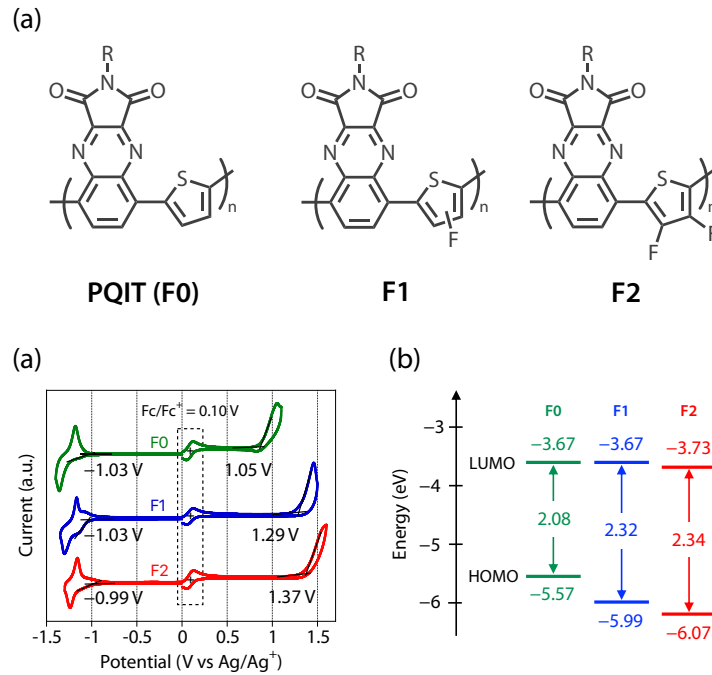 (a)
R R R
O N O O N O O N O
N N N N N N
S S S
n n n
F F F
PQIT (F0) F1 F2
(a) (b)
Fc/Fc⁺ = 0.10 V
F0
−1.03 V 1.05 V
F1
−1.03 V 1.29 V
F2
−0.99 V 1.37 V
Current (a.u.)
-1.5 -1 -0.5 0 0.5 1 1.5
Potential (V vs Ag/Ag⁺)
F0 F1 F2
−3
−3.67 −3.67 −3.73
LUMO
−4
2.08 2.32 2.34
Energy (eV)
−5
HOMO
−5.57 −5.99 −6.07
−6